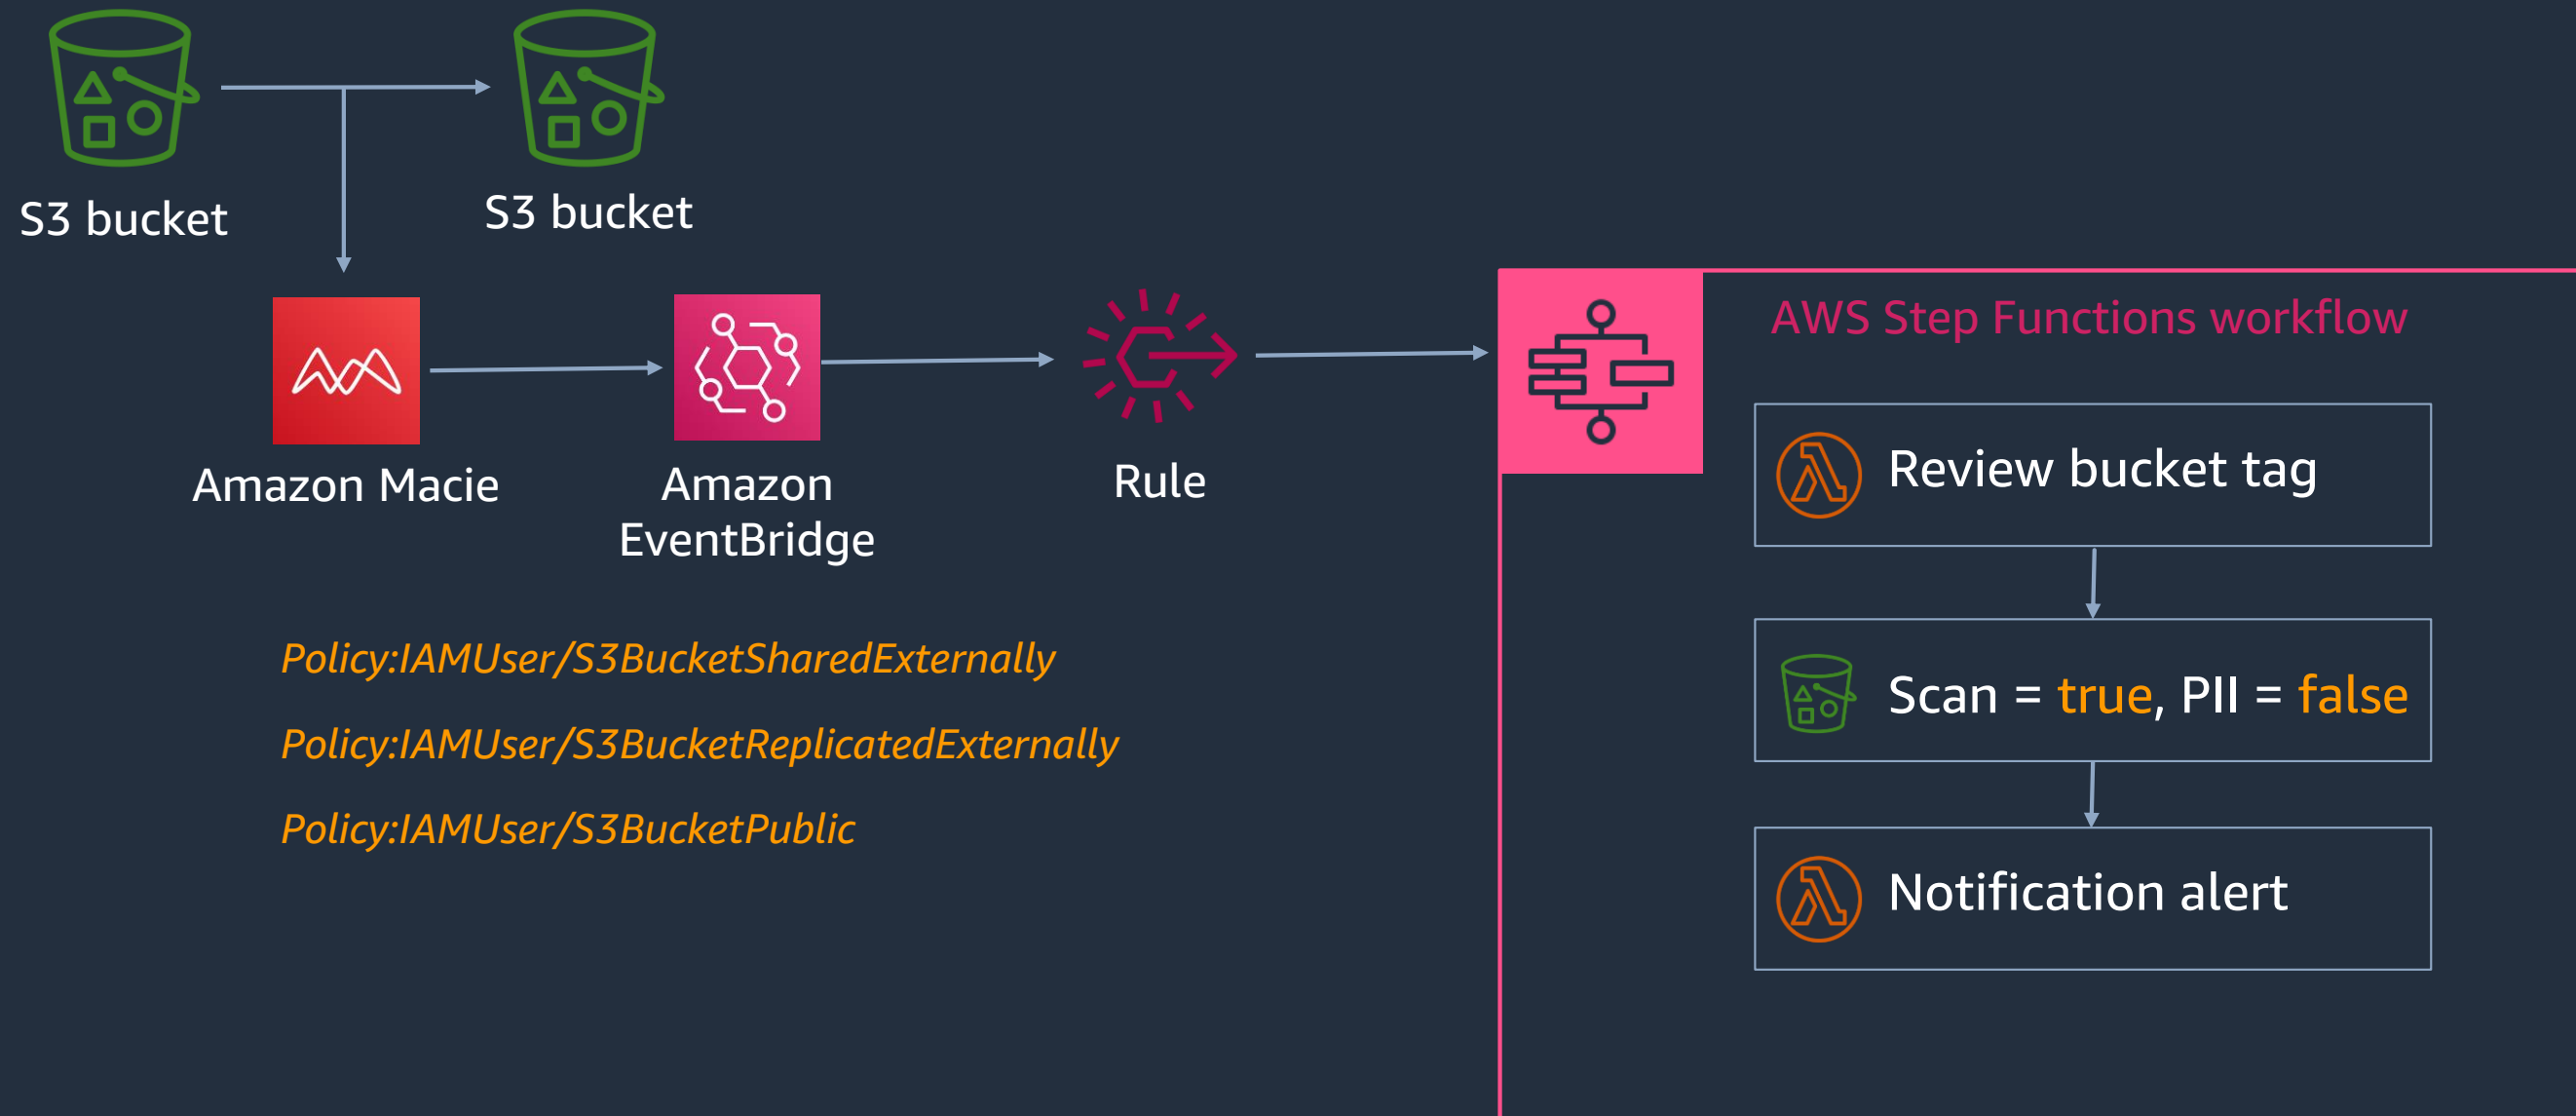 S3 bucket
S3 bucket
Amazon Macie
Amazon
EventBridge
Rule
Policy:IAMUser/S3BucketSharedExternally
Policy:IAMUser/S3BucketReplicatedExternally
Policy:IAMUser/S3BucketPublic
AWS Step Functions workflow
Review bucket tag
Scan = true, PII = false
Notification alert